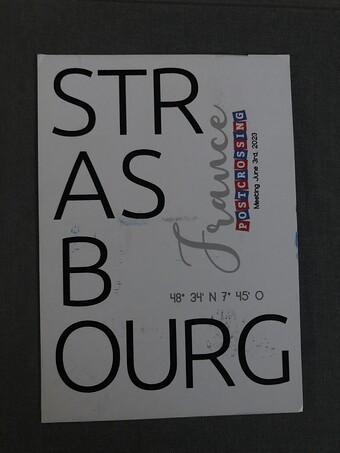 STR
AS
B
OURG
France
POSTCROSSING
Meeting June 3rd, 2023
48° 34' N 7° 45' O